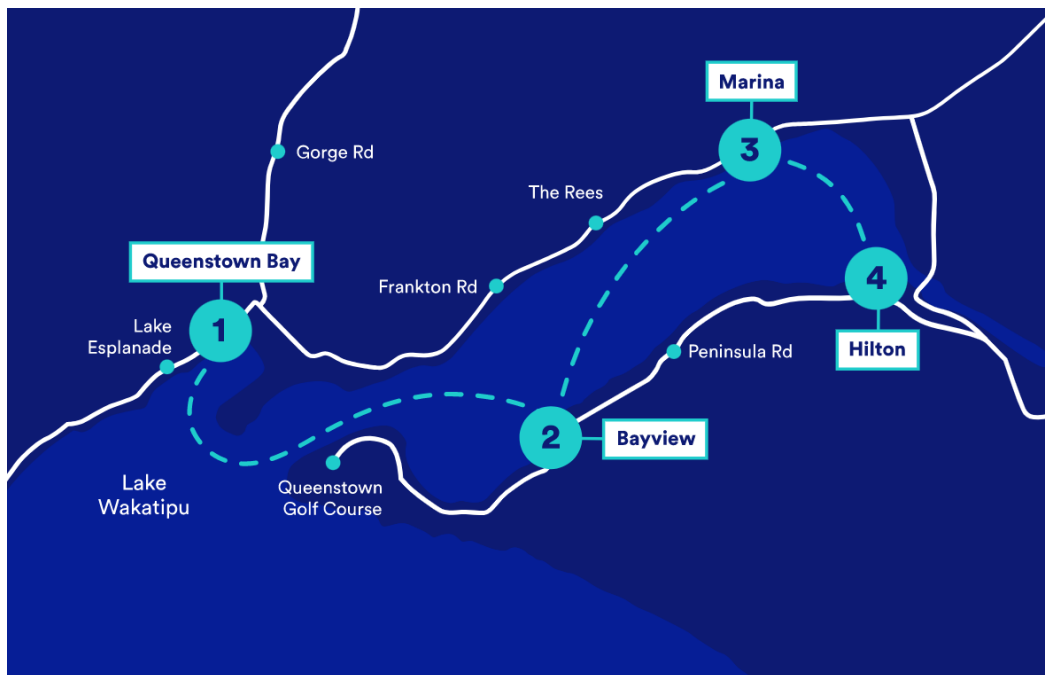 Marina
3
Gorge Rd
The Rees
Queenstown Bay
Frankton Rd
4
1
Lake
Esplanade
Hilton
Peninsula Rd
2
Bayview
Lake
Wakatipu
Queenstown
Golf Course